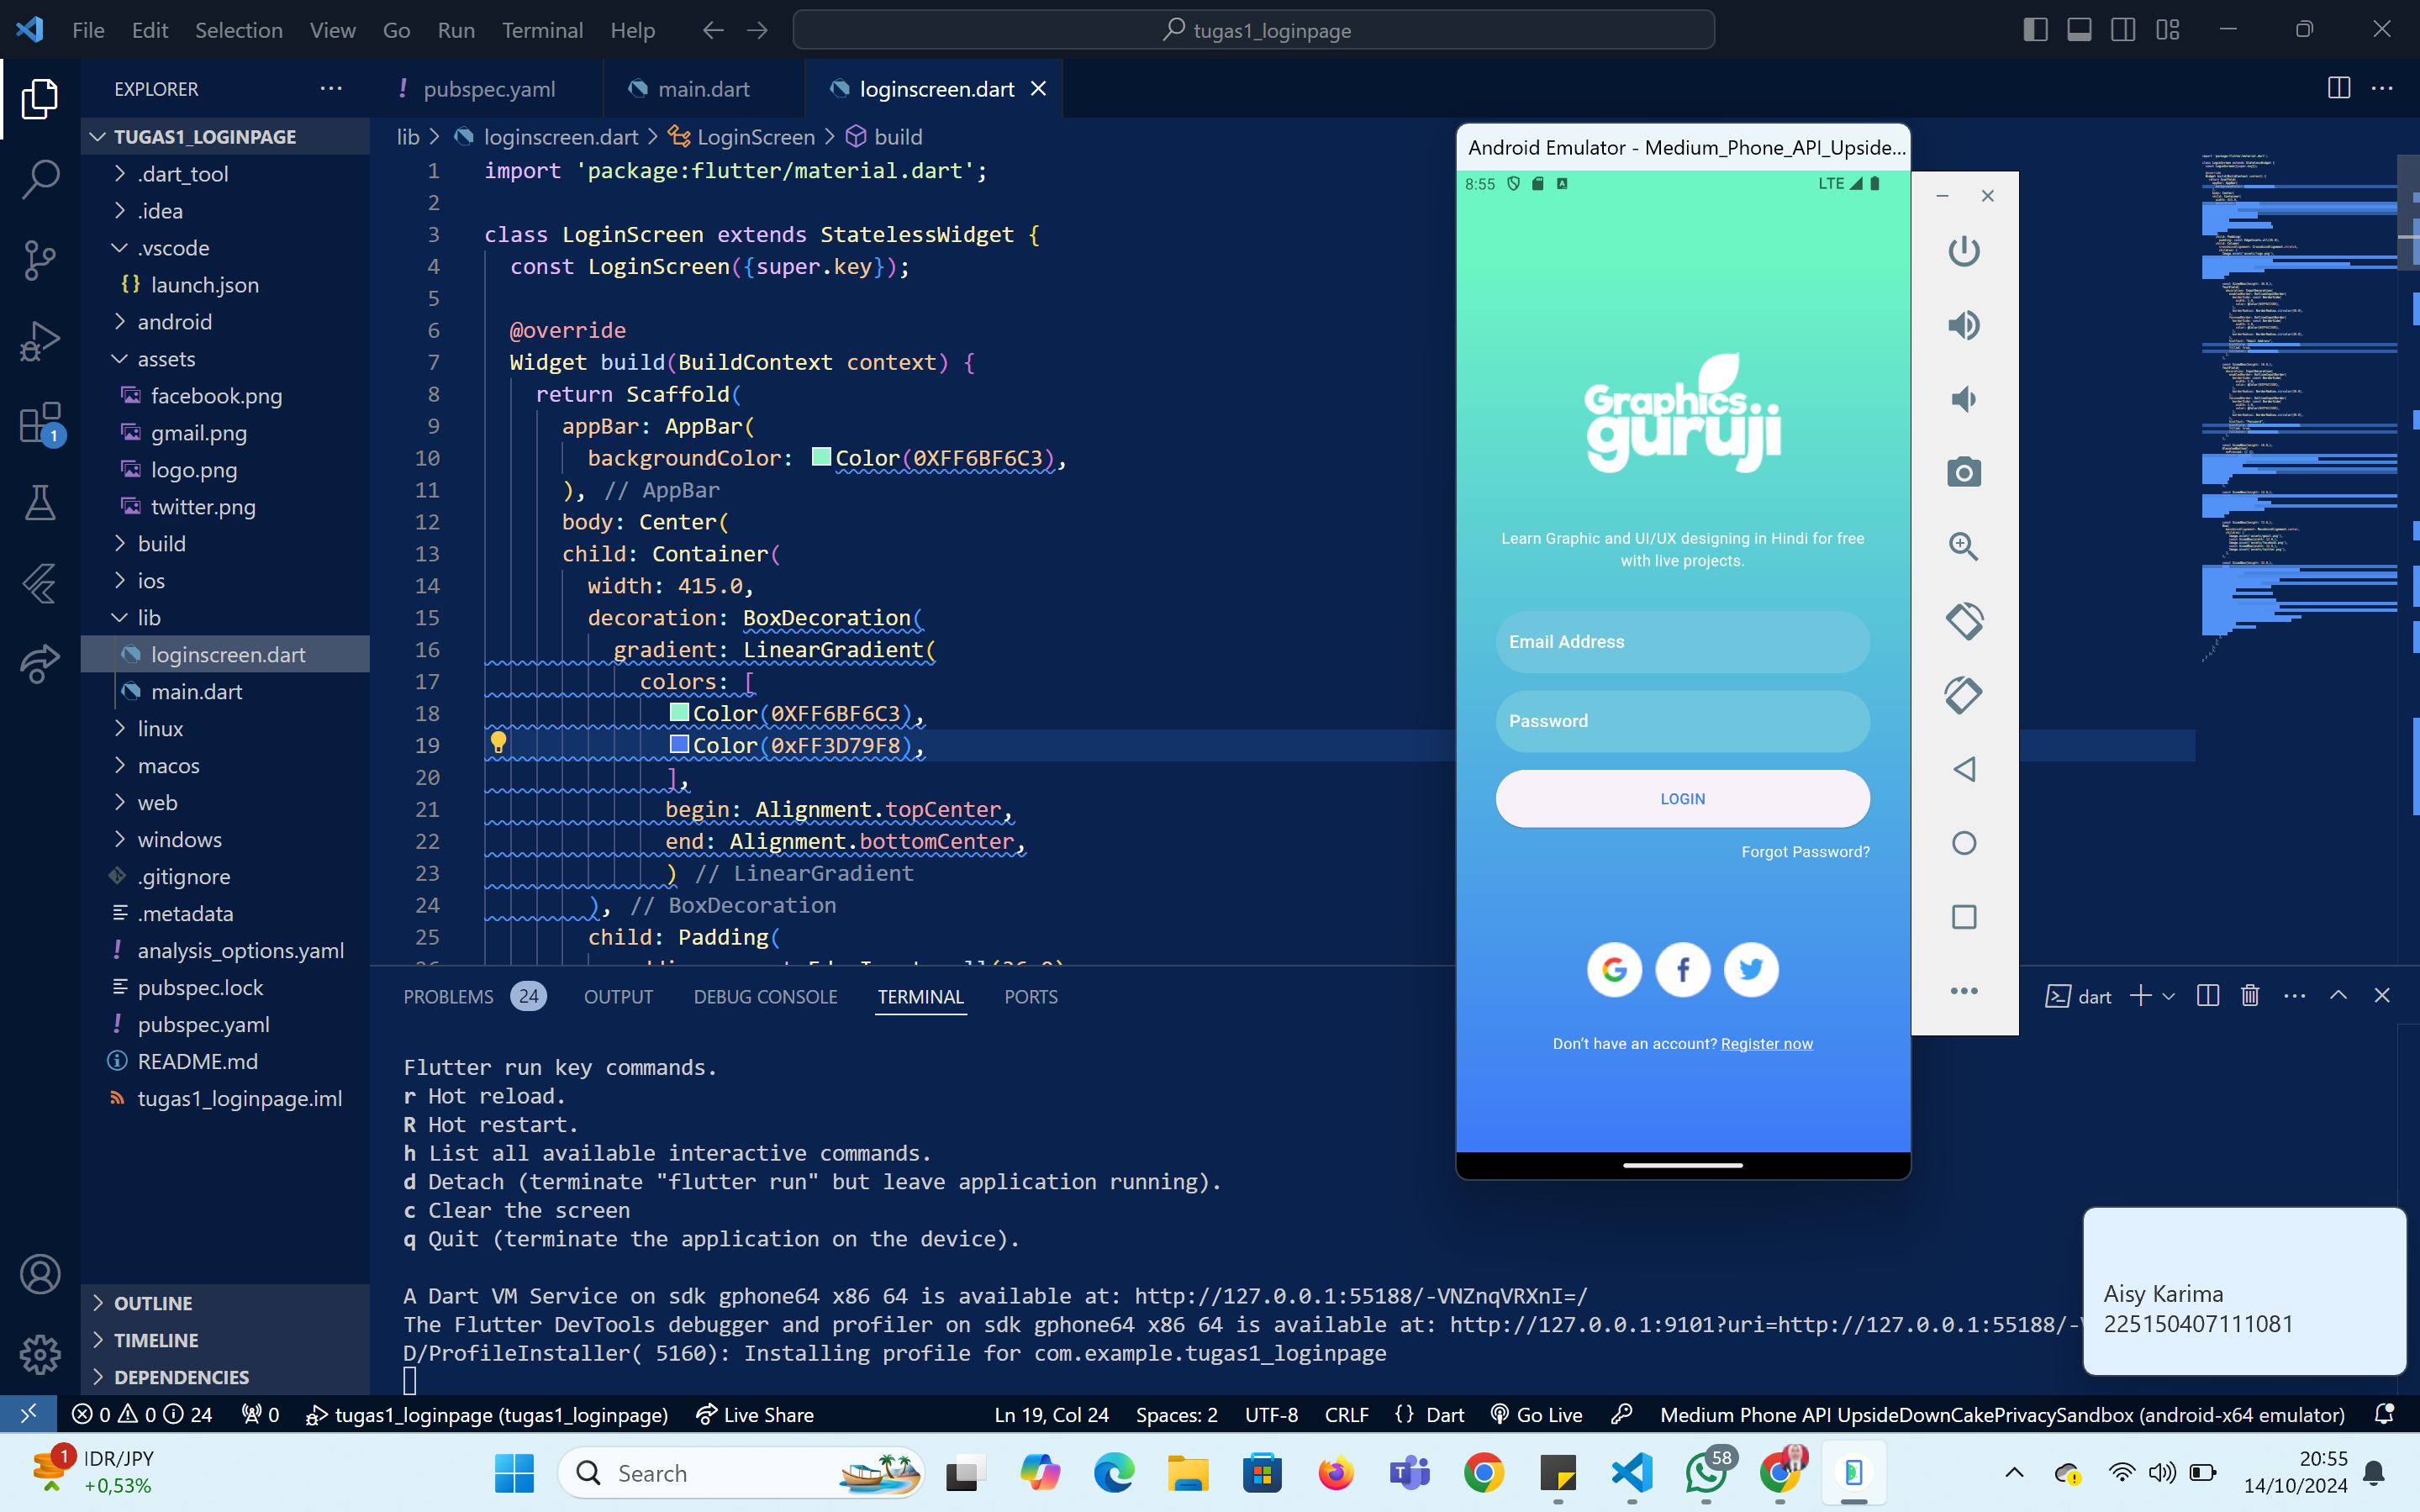 File Edit Selection View Go Run Terminal Help
tugas1_loginpage
EXPLORER
TUGAS1_LOGINPAGE
.dart_tool
.idea
.vscode
launch.json
android
assets
facebook.png
gmail.png
logo.png
twitter.png
build
ios
lib
loginscreen.dart
main.dart
linux
macos
web
windows
.gitignore
.metadata
analysis_options.yaml
pubspec.lock
pubspec.yaml
README.md
tugas1_loginpage.iml
OUTLINE
TIMELINE
DEPENDENCIES
1
pubspec.yaml main.dart loginscreen.dart
lib > loginscreen.dart > LoginScreen > build
1 import 'package:flutter/material.dart';
2
3 class LoginScreen extends StatelessWidget {
4 const LoginScreen({super.key});
5
6 @override
7 Widget build(BuildContext context) {
8 return Scaffold(
9 appBar: AppBar(
10 backgroundColor: Color(0XFF6BF6C3),
11 ), // AppBar
12 body: Center(
13 child: Container(
14 width: 415.0,
15 decoration: BoxDecoration(
16 gradient: LinearGradient(
17 colors: [
18 Color(0XFF6BF6C3),
19 Color(0xFF3D79F8),
20 ],
21 begin: Alignment.topCenter,
22 end: Alignment.bottomCenter,
23 ) // LinearGradient
24 ), // BoxDecoration
25 child: Padding(
Android Emulator - Medium_Phone_API_Upside...
8:55 LTE
Graphics
guruji
Learn Graphic and UI/UX designing in Hindi for free
with live projects.
Email Address
Password
LOGIN
Forgot Password?
G f
Don't have an account? Register now
PROBLEMS 24 OUTPUT DEBUG CONSOLE TERMINAL PORTS
dart
Flutter run key commands.
r Hot reload.
R Hot restart.
h List all available interactive commands.
d Detach (terminate "flutter run" but leave application running).
c Clear the screen
q Quit (terminate the application on the device).
A Dart VM Service on sdk gphone64 x86 64 is available at: http://127.0.0.1:55188/-VNZnqVRXnI=/
The Flutter DevTools debugger and profiler on sdk gphone64 x86 64 is available at: http://127.0.0.1:9101?uri=http://127.0.0.1:55188/-
D/ProfileInstaller( 5160): Installing profile for com.example.tugas1_loginpage
Aisy Karima
225150407111081
0 0 24 0 tugas1_loginpage (tugas1_loginpage) Live Share Ln 19, Col 24 Spaces: 2 UTF-8 CRLF {} Dart Go Live Medium Phone API UpsideDownCakePrivacySandbox (android-x64 emulator)
1 IDR/JPY
+0,53%
Search
58
20:55
14/10/2024